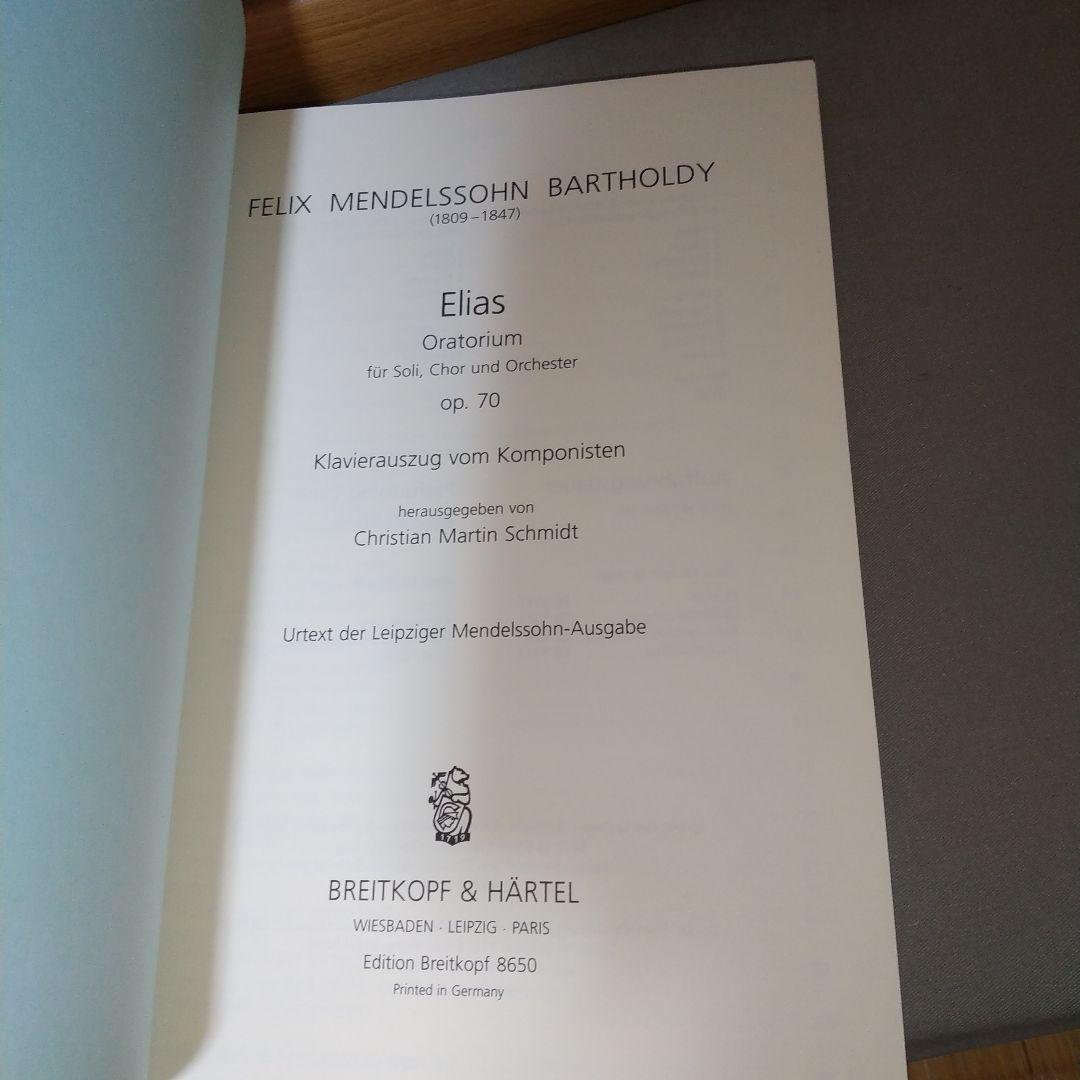 FELIX MENDELSSOHN BARTHOLDY
(1809–1847)
Elias
Oratorium
für Soli, Chor und Orchester
op. 70
Klavierauszug vom Komponisten
herausgegeben von
Christian Martin Schmidt
Urtext der Leipziger Mendelssohn-Ausgabe
1719
BREITKOPF & HÄRTEL
WIESBADEN · LEIPZIG · PARIS
Edition Breitkopf 8650
Printed in Germany